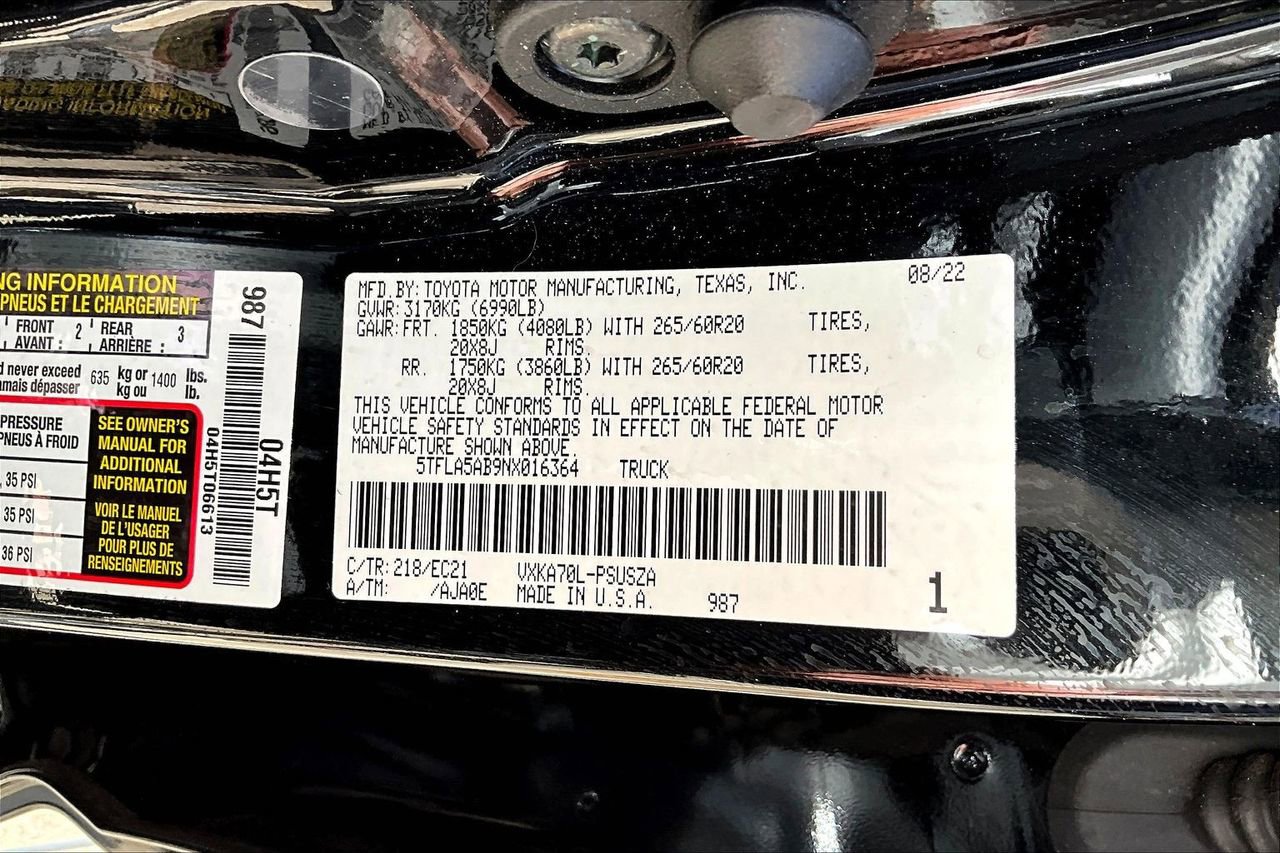 NG INFORMATION
PNEUS ET LE CHARGEMENT
FRONT AVANT : 2 REAR ARRIÈRE : 3
d never exceed
amais dépasser 635 kg or kg ou 1400 lbs. lb.
PRESSURE
PNEUS À FROID
35 PSI
35 PSI
36 PSI
SEE OWNER'S
MANUAL FOR
ADDITIONAL
INFORMATION
VOIR LE MANUEL
DE L'USAGER
POUR PLUS DE
RENSEIGNEMENTS
987
04H5T06613
04H5T
MFD.BY: TOYOTA MOTOR MANUFACTURING, TEXAS, INC. 08/22
GVWR: 3170KG (6990LB)
GAWR: FRT. 1850KG (4080LB) WITH 265/60R20 TIRES,
20X8J RIMS.
RR. 1750KG (3860LB) WITH 265/60R20 TIRES,
20X8J RIMS.
THIS VEHICLE CONFORMS TO ALL APPLICABLE FEDERAL MOTOR
VEHICLE SAFETY STANDARDS IN EFFECT ON THE DATE OF
MANUFACTURE SHOWN ABOVE.
5TFLA5AB9NX016364 TRUCK
C/TR: 218/EC21 VXKA70L-PSUSZA
A/TM: /AJA0E MADE IN U.S.A. 987 1